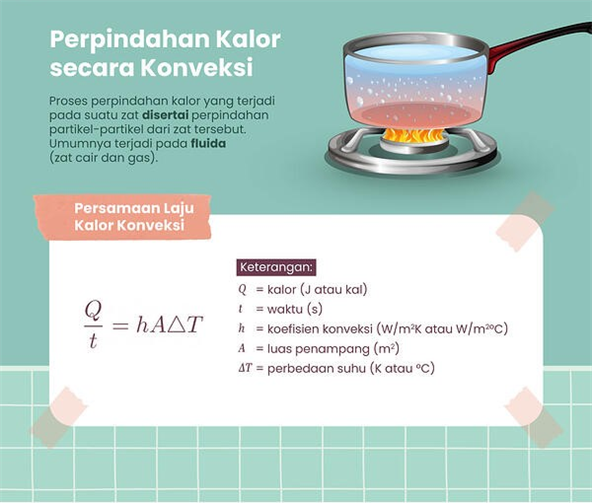 Perpindahan Kalor
secara Konveksi
Proses perpindahan kalor yang terjadi
pada suatu zat disertai perpindahan
partikel-partikel dari zat tersebut.
Umumnya terjadi pada fluida
(zat cair dan gas).
Persamaan Laju
Kalor Konveksi
Q/t = hA△T
Keterangan:
Q = kalor (J atau kal)
t = waktu (s)
h = koefisien konveksi (W/m²K atau W/m²⁰C)
A = luas penampang (m²)
ΔT = perbedaan suhu (K atau ⁰C)